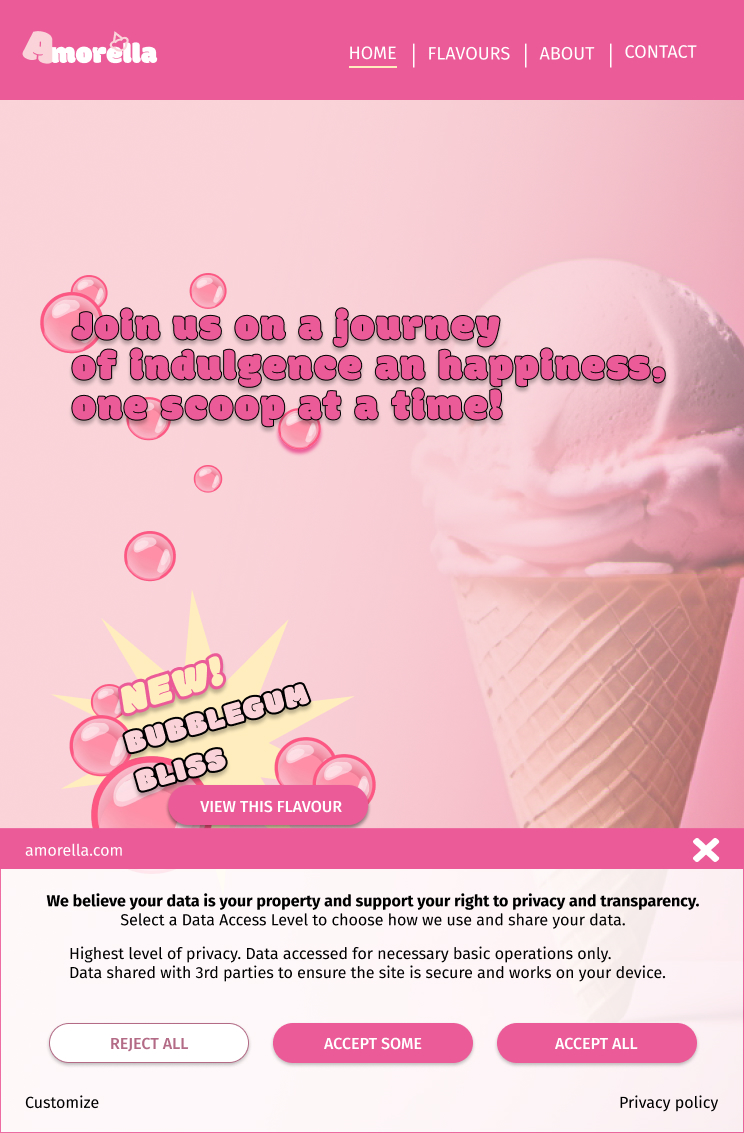 Amorella
HOME | FLAVOURS | ABOUT | CONTACT
Join us on a journey
of indulgence an happiness,
one scoop at a time!
NEW!
BUBBLEGUM
BLISS
VIEW THIS FLAVOUR
amorella.com
We believe your data is your property and support your right to privacy and transparency.
Select a Data Access Level to choose how we use and share your data.
Highest level of privacy. Data accessed for necessary basic operations only.
Data shared with 3rd parties to ensure the site is secure and works on your device.
REJECT ALL
ACCEPT SOME
ACCEPT ALL
Customize
Privacy policy